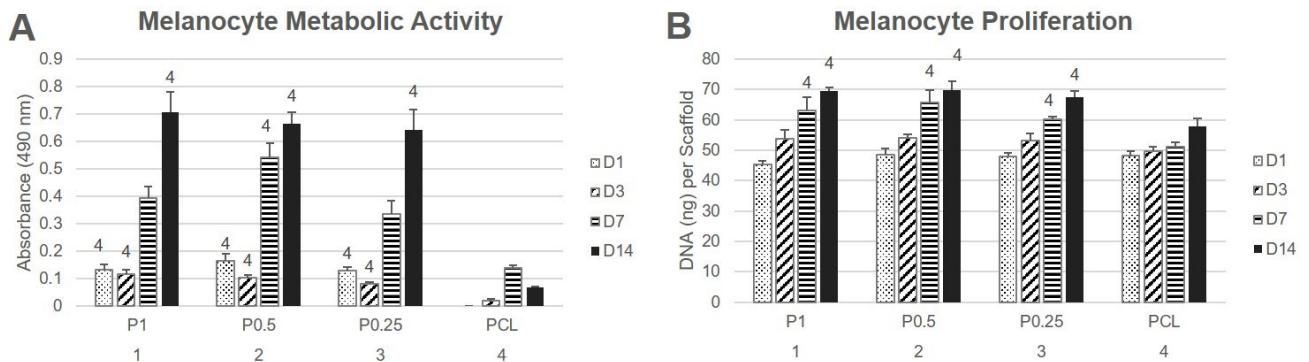 A
Melanocyte Metabolic Activity
Absorbance (490 nm)
0.9
0.8
0.7
0.6
0.5
0.4
0.3
0.2
0.1
0
4 4 4
4 4 4 4
4 4 4
P1 P0.5 P0.25 PCL
1 2 3 4
D1
D3
D7
D14
B
Melanocyte Proliferation
DNA (ng) per Scaffold
80
70
60
50
40
30
20
10
0
4 4
4 4
4 4
P1 P0.5 P0.25 PCL
1 2 3 4
D1
D3
D7
D14